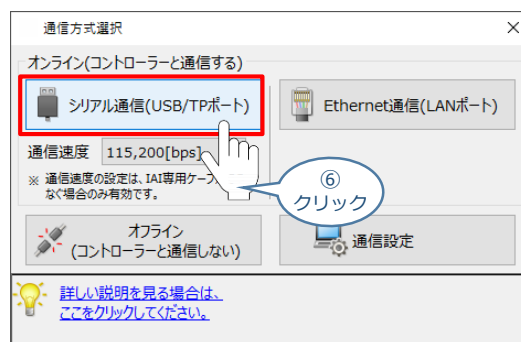 通信方式選択
オンライン(コントローラーと通信する)
シリアル通信(USB/TPポート)
Ethernet通信(LANポート)
通信速度 115,200[bps]
※ 通信速度の設定は、IAI専用ケーブ
なぐ場合のみ有効です。
⑥
クリック
オフライン
(コントローラーと通信しない)
通信設定
詳しい説明を見る場合は、
ここをクリックしてください。